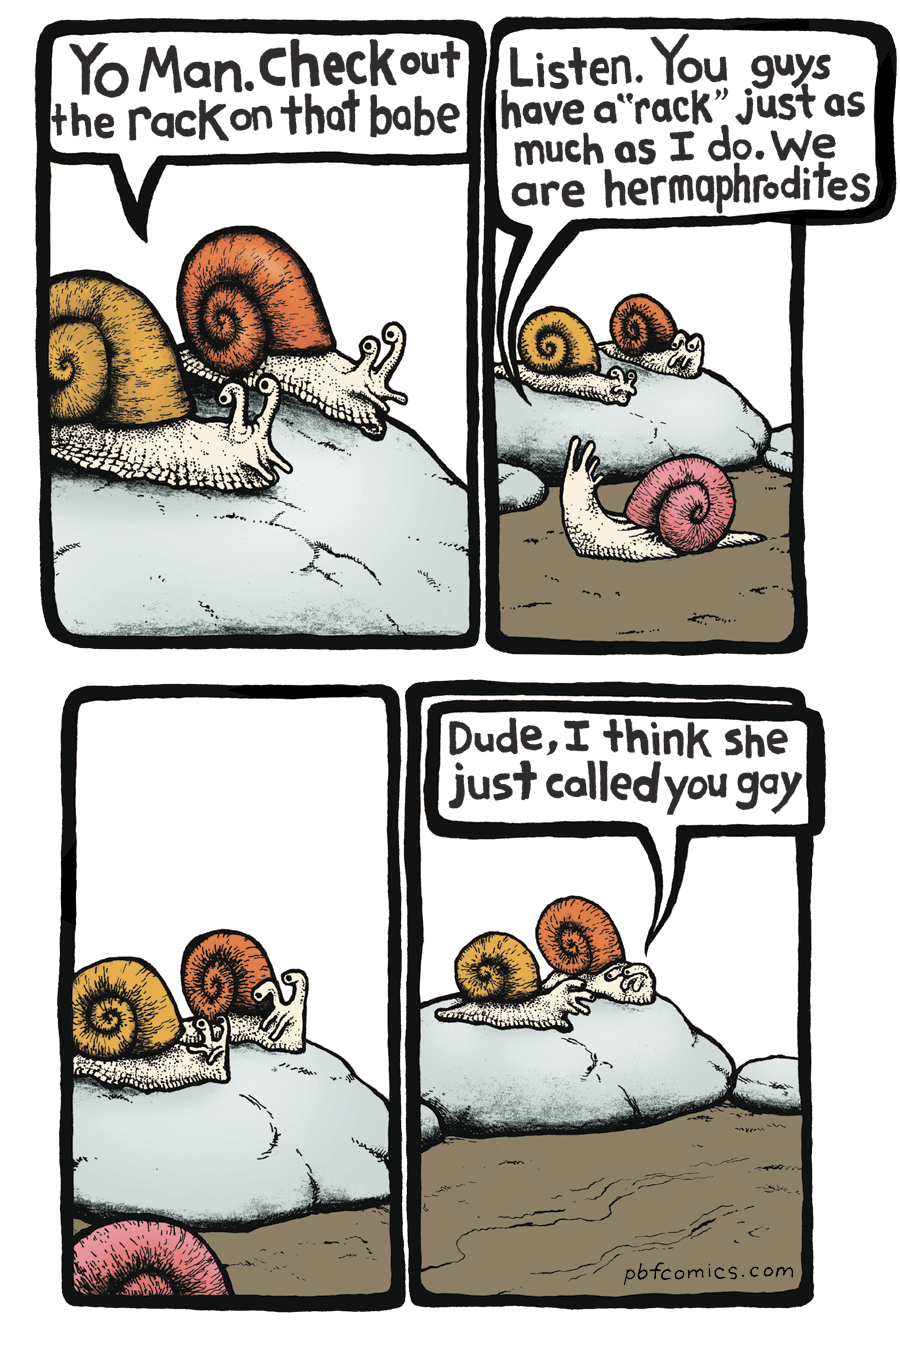 Yo Man. Check out
the rack on that babe
Listen. You guys
have a "rack" just as
much as I do. We
are hermaphrodites
Dude, I think she
just called you gay
pbfcomics.com